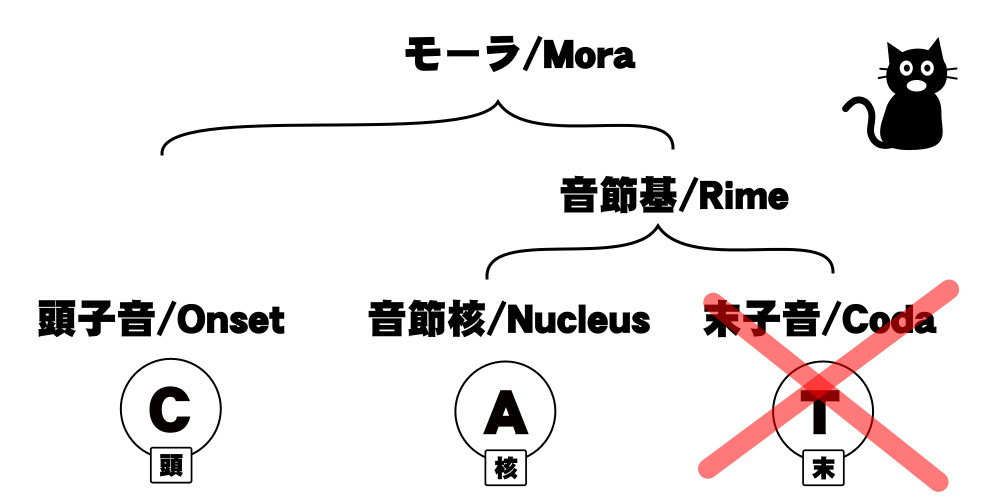 モーラ/Mora
音節基/Rime
頭子音/Onset
音節核/Nucleus
末子音/Coda
C
頭
A
核
T
末